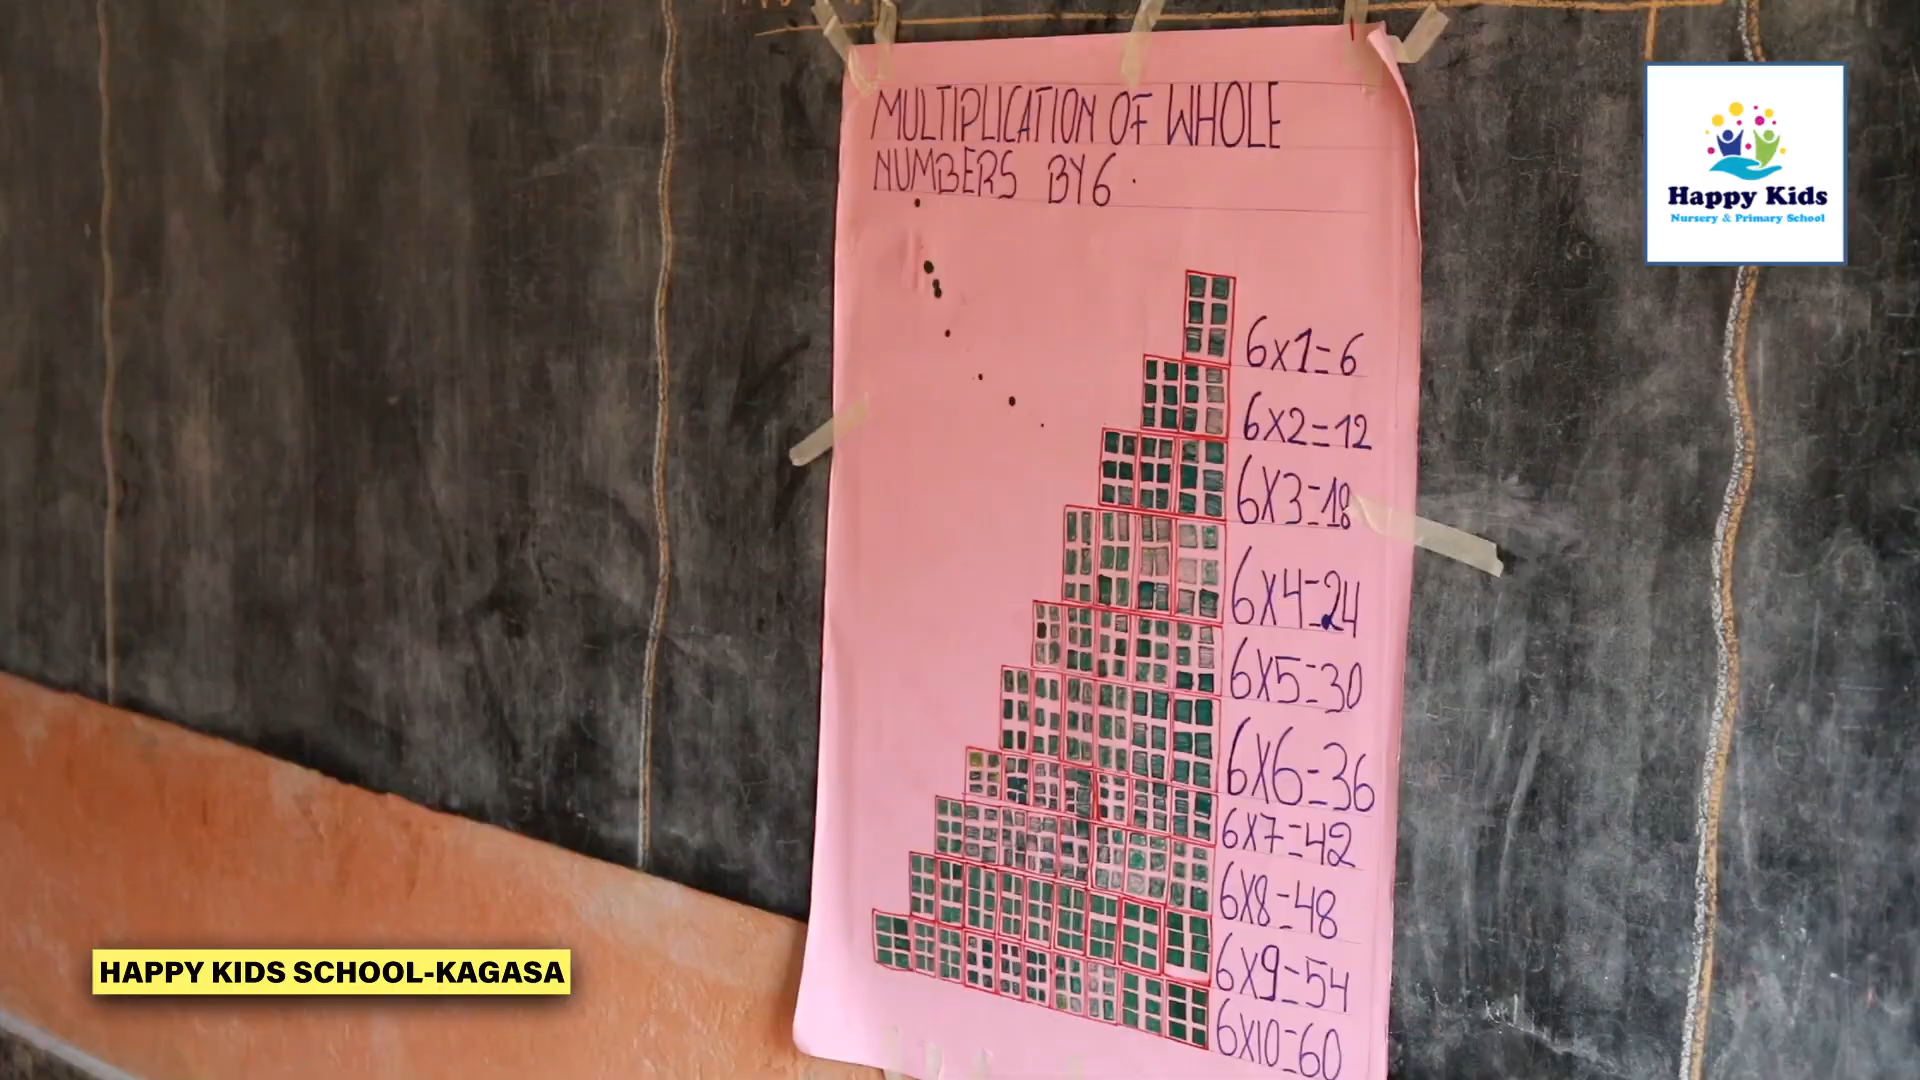 MULTIPLICATION OF WHOLE
NUMBERS BY 6.
6x1=6
6x2=12
6x3=18
6x4=24
6x5=30
6x6=36
6x7=42
6x8=48
6x9=54
6x10=60
Happy Kids
Nursery & Primary School
HAPPY KIDS SCHOOL-KAGASA